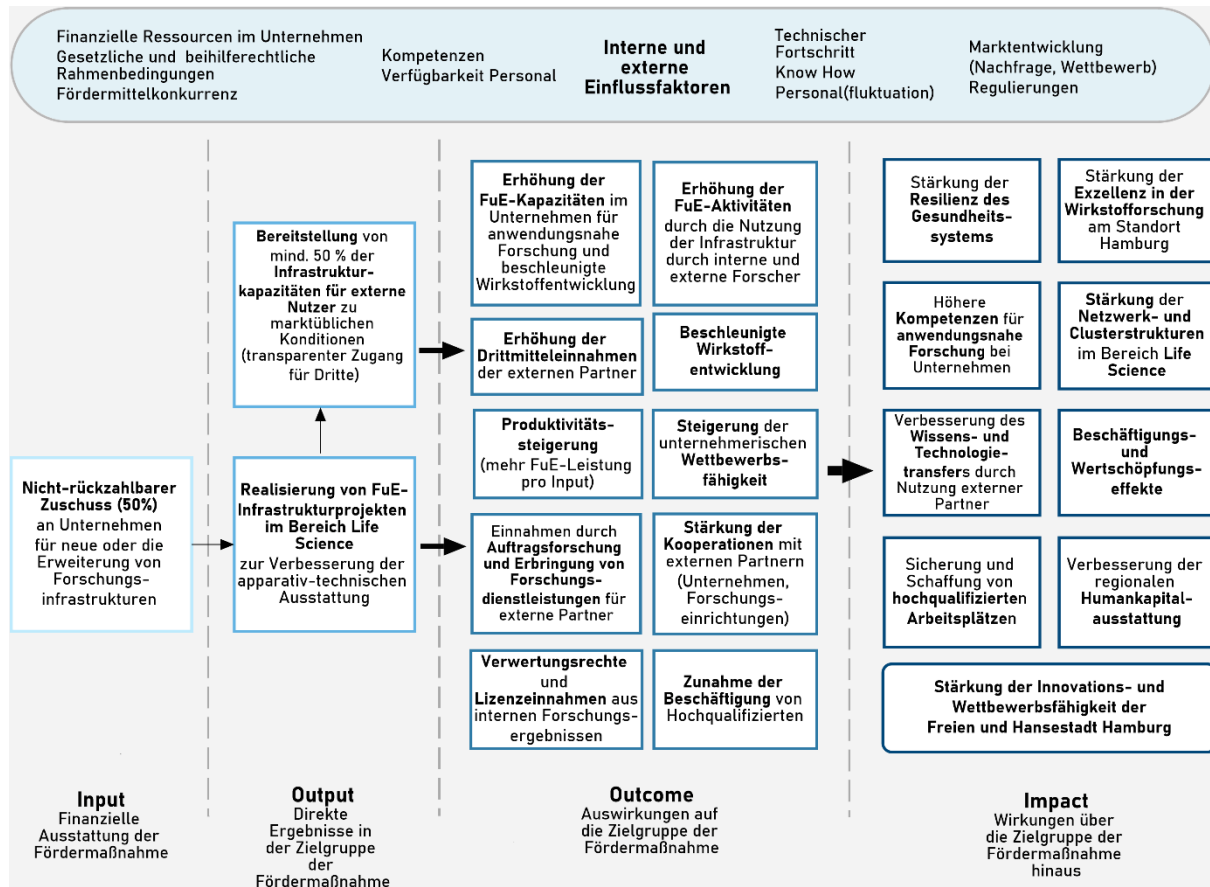 Finanzielle Ressourcen im Unternehmen
Gesetzliche und beihilferechtliche
Rahmenbedingungen
Fördermittelkonkurrenz
Kompetenzen
Verfügbarkeit Personal
Interne und
externe
Einflussfaktoren
Technischer
Fortschritt
Know How
Personal(fluktuation)
Marktentwicklung
(Nachfrage, Wettbewerb)
Regulierungen
Nicht-rückzahlbarer
Zuschuss (50%)
an Unternehmen
für neue oder die
Erweiterung von
Forschungs-
infrastrukturen
Bereitstellung von
mind. 50 % der
Infrastruktur-
kapazitäten für externe
Nutzer zu
marktüblichen
Konditionen
(transparenter Zugang
für Dritte)
Realisierung von FuE-
Infrastrukturprojekten
im Bereich Life
Science
zur Verbesserung der
apparativ-technischen
Ausstattung
Erhöhung der
FuE-Kapazitäten im
Unternehmen für
anwendungsnahe
Forschung und
beschleunigte
Wirkstoffentwicklung
Erhöhung der
FuE-Aktivitäten
durch die Nutzung
der Infrastruktur
durch interne und
externe Forscher
Erhöhung der
Drittmitteleinnahmen
der externen Partner
Beschleunigte
Wirkstoff-
entwicklung
Produktivitäts-
steigerung
(mehr FuE-Leistung
pro Input)
Steigerung der
unternehmerischen
Wettbewerbs-
fähigkeit
Einnahmen durch
Auftragsforschung
und Erbringung von
Forschungs-
dienstleistungen für
externe Partner
Stärkung der
Kooperationen mit
externen Partnern
(Unternehmen,
Forschungs-
einrichtungen)
Verwertungsrechte
und
Lizenzeinnahmen aus
internen Forschungs-
ergebnissen
Zunahme der
Beschäftigung von
Hochqualifizierten
Stärkung der
Resilienz des
Gesundheits-
systems
Stärkung der
Exzellenz in der
Wirkstofforschung
am Standort
Hamburg
Höhere
Kompetenzen für
anwendungsnahe
Forschung bei
Unternehmen
Stärkung der
Netzwerk- und
Clusterstrukturen
im Bereich Life
Science
Verbesserung des
Wissens- und
Technologie-
transfers durch
Nutzung externer
Partner
Beschäftigungs-
und
Wertschöpfungs-
effekte
Sicherung und
Schaffung von
hochqualifizierten
Arbeitsplätzen
Verbesserung der
regionalen
Humankapital-
ausstattung
Stärkung der Innovations- und
Wettbewerbsfähigkeit der
Freien und Hansestadt Hamburg
Input
Finanzielle
Ausstattung der
Fördermaßnahme
Output
Direkte
Ergebnisse in
der Zielgruppe
der
Fördermaßnahme
Outcome
Auswirkungen auf
die Zielgruppe der
Fördermaßnahme
Impact
Wirkungen über
die Zielgruppe der
Fördermaßnahme
hinaus